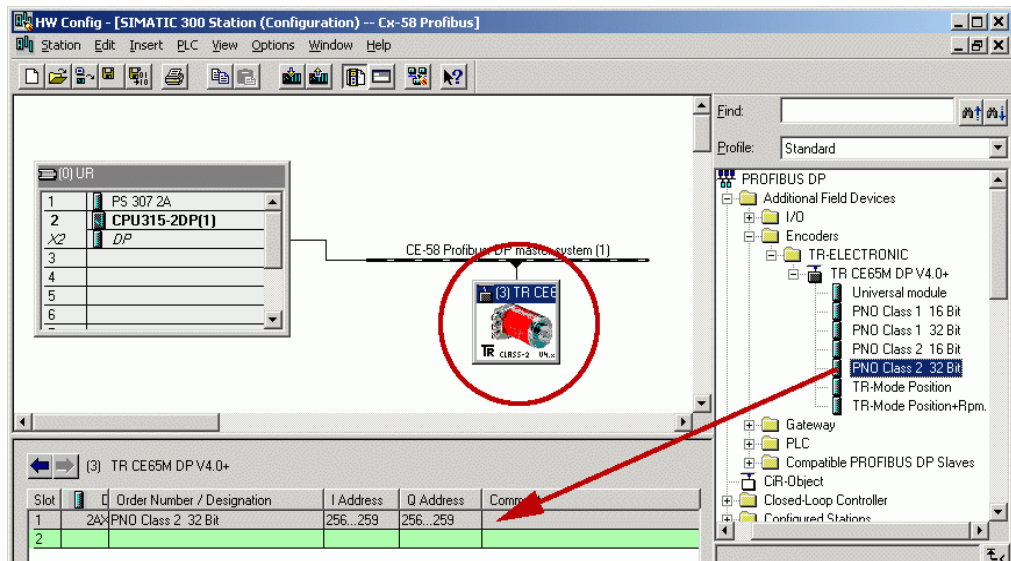 HW Config - [SIMATIC 300 Station (Configuration) -- Cx-58 Profibus]
Station Edit Insert PLC View Options Window Help
Find:
Profile: Standard
(0) UR
1 PS 307 2A
2 CPU315-2DP(1)
X2 DP
3
4
5
6
CE-58 Profibus: DP master system (1)
(3) TR CE6
TR CLASS-2 V4.x
PROFIBUS DP
Additional Field Devices
I/O
Encoders
TR-ELECTRONIC
TR CE65M DP V4.0+
Universal module
PNO Class 1 16 Bit
PNO Class 1 32 Bit
PNO Class 2 16 Bit
PNO Class 2 32 Bit
TR-Mode Position
TR-Mode Position+Rpm.
Gateway
PLC
Compatible PROFIBUS DP Slaves
CiR-Object
Closed-Loop Controller
Configured Stations
(3) TR CE65M DP V4.0+
Slot D Order Number / Designation I Address Q Address Comment
1 2AX PNO Class 2 32 Bit 256...259 256...259
2